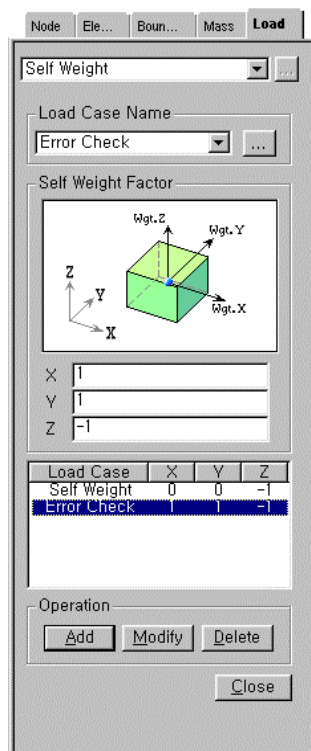 Node Ele... Boun... Mass Load
Self Weight ...
Load Case Name
Error Check ...
Self Weight Factor
Wgt.Z
Wgt.Y
Z
Y
Wgt.X
X
X 1
Y 1
Z -1
Load Case X Y Z
Self Weight 0 0 -1
Error Check 1 1 -1
Operation
Add Modify Delete
Close